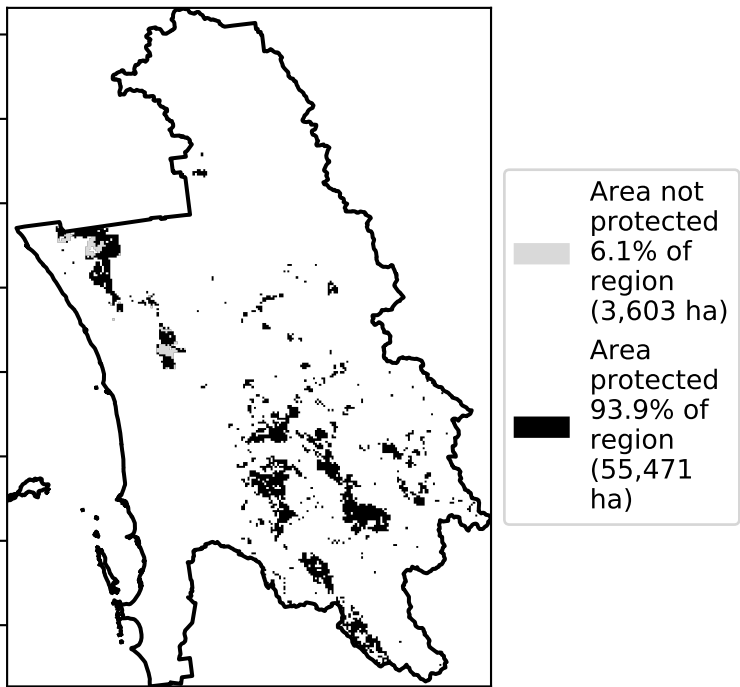 Area not
protected
6.1% of
region
(3,603 ha)
Area
protected
93.9% of
region
(55,471
ha)